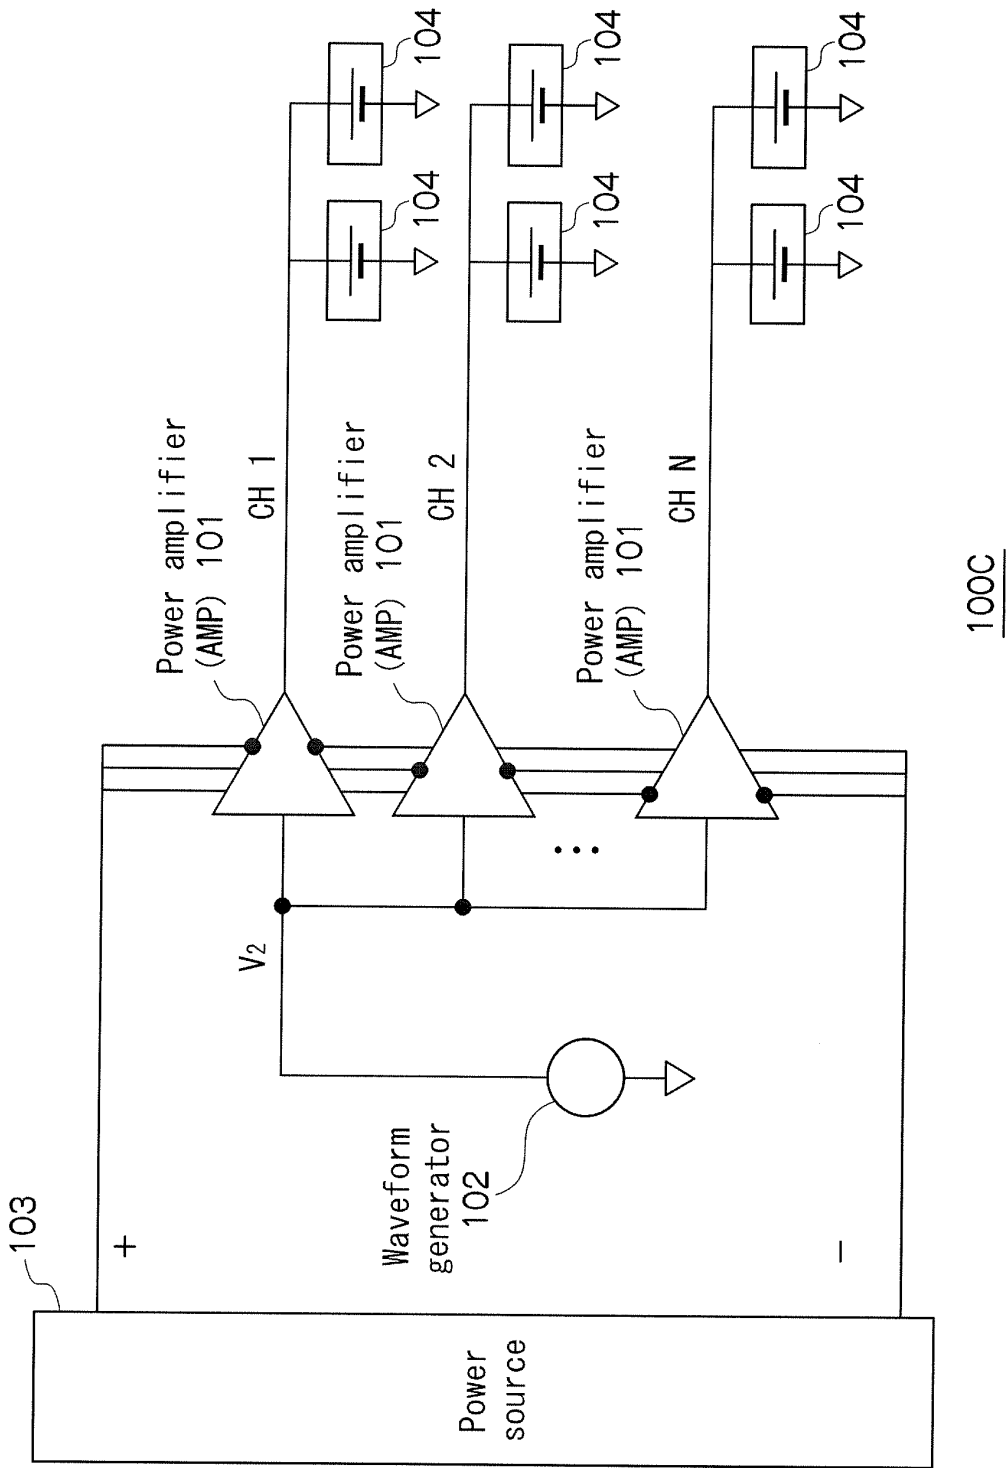 Power
source
103
+
-
Waveform
generator
102
V2
Power amplifier
(AMP) 101
CH 1
104
104
Power amplifier
(AMP) 101
CH 2
104
104
...
Power amplifier
(AMP) 101
CH N
104
104
100C